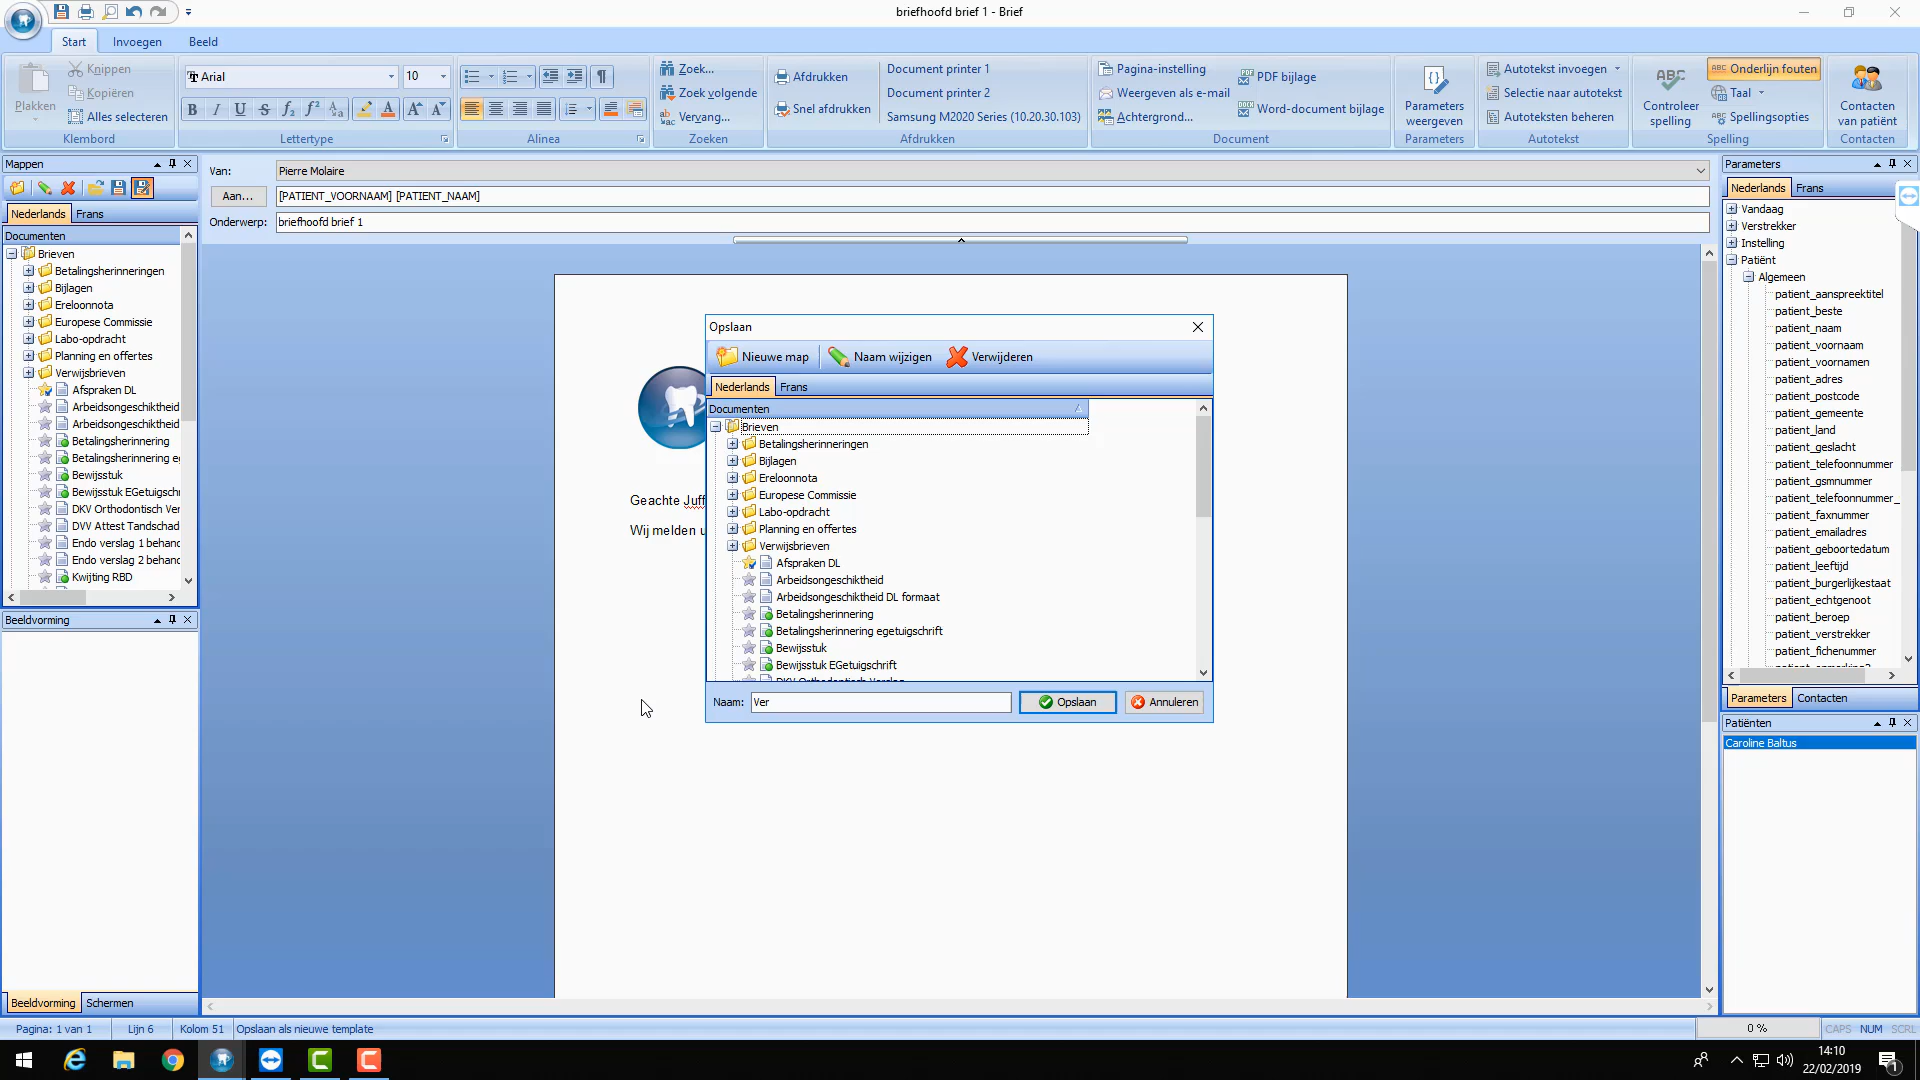 briefhoofd brief 1 - Brief
Start
Invoegen
Beeld
Plakken
Knippen
Kopiëren
Alles selecteren
Klembord
Arial
10
Lettertype
Alinea
Zoek...
Zoek volgende
Vervang...
Zoeken
Afdrukken
Snel afdrukken
Document printer 1
Document printer 2
Samsung M2020 Series (10.20.30.103)
Afdrukken
Pagina-instelling
Weergeven als e-mail
Achtergrond...
PDF bijlage
Word-document bijlage
Document
Parameters
weergeven
Parameters
Autotekst invoegen
Selectie naar autotekst
Autoteksten beheren
Autotekst
Controleer
spelling
Onderlijn fouten
Taal
Spellingsopties
Spelling
Contacten
van patiënt
Contacten
Mappen
Nederlands
Frans
Documenten
Brieven
Betalingsherinneringen
Bijlagen
Ereloonnota
Europese Commissie
Labo-opdracht
Planning en offertes
Verwijsbrieven
Afspraken DL
Arbeidsongeschiktheid
Arbeidsongeschiktheid
Betalingsherinnering
Betalingsherinnering e
Bewijsstuk
Bewijsstuk EGetuigschr
DKV Orthodontisch Ver
DVV Attest Tandschad
Endo verslag 1 behand
Endo verslag 2 behand
Kwijting RBD
Beeldvorming
Beeldvorming
Schermen
Van:
Pierre Molaire
Aan...
[PATIENT_VOORNAAM] [PATIENT_NAAM]
Onderwerp:
briefhoofd brief 1
Geachte Juff
Wij melden u
Opslaan
Nieuwe map
Naam wijzigen
Verwijderen
Nederlands
Frans
Documenten
Brieven
Betalingsherinneringen
Bijlagen
Ereloonnota
Europese Commissie
Labo-opdracht
Planning en offertes
Verwijsbrieven
Afspraken DL
Arbeidsongeschiktheid
Arbeidsongeschiktheid DL formaat
Betalingsherinnering
Betalingsherinnering egetuigschrift
Bewijsstuk
Bewijsstuk EGetuigschrift
DKV Orthodontisch Verslag
Naam:
Ver
Opslaan
Annuleren
Parameters
Nederlands
Frans
Vandaag
Verstrekker
Instelling
Patiënt
Algemeen
patient_aanspreektitel
patient_beste
patient_naam
patient_voornaam
patient_voornamen
patient_adres
patient_postcode
patient_gemeente
patient_land
patient_geslacht
patient_telefoonnummer
patient_gsmnummer
patient_telefoonnummer_
patient_faxnummer
patient_emailadres
patient_geboortedatum
patient_leeftijd
patient_burgerlijkestaat
patient_echtgenoot
patient_beroep
patient_verstrekker
patient_fichenummer
Parameters
Contacten
Patiënten
Caroline Baltus
Pagina: 1 van 1
Lijn 6
Kolom 51
Opslaan als nieuwe template
0 %
CAPS
NUM
SCRL
14:10
22/02/2019
1